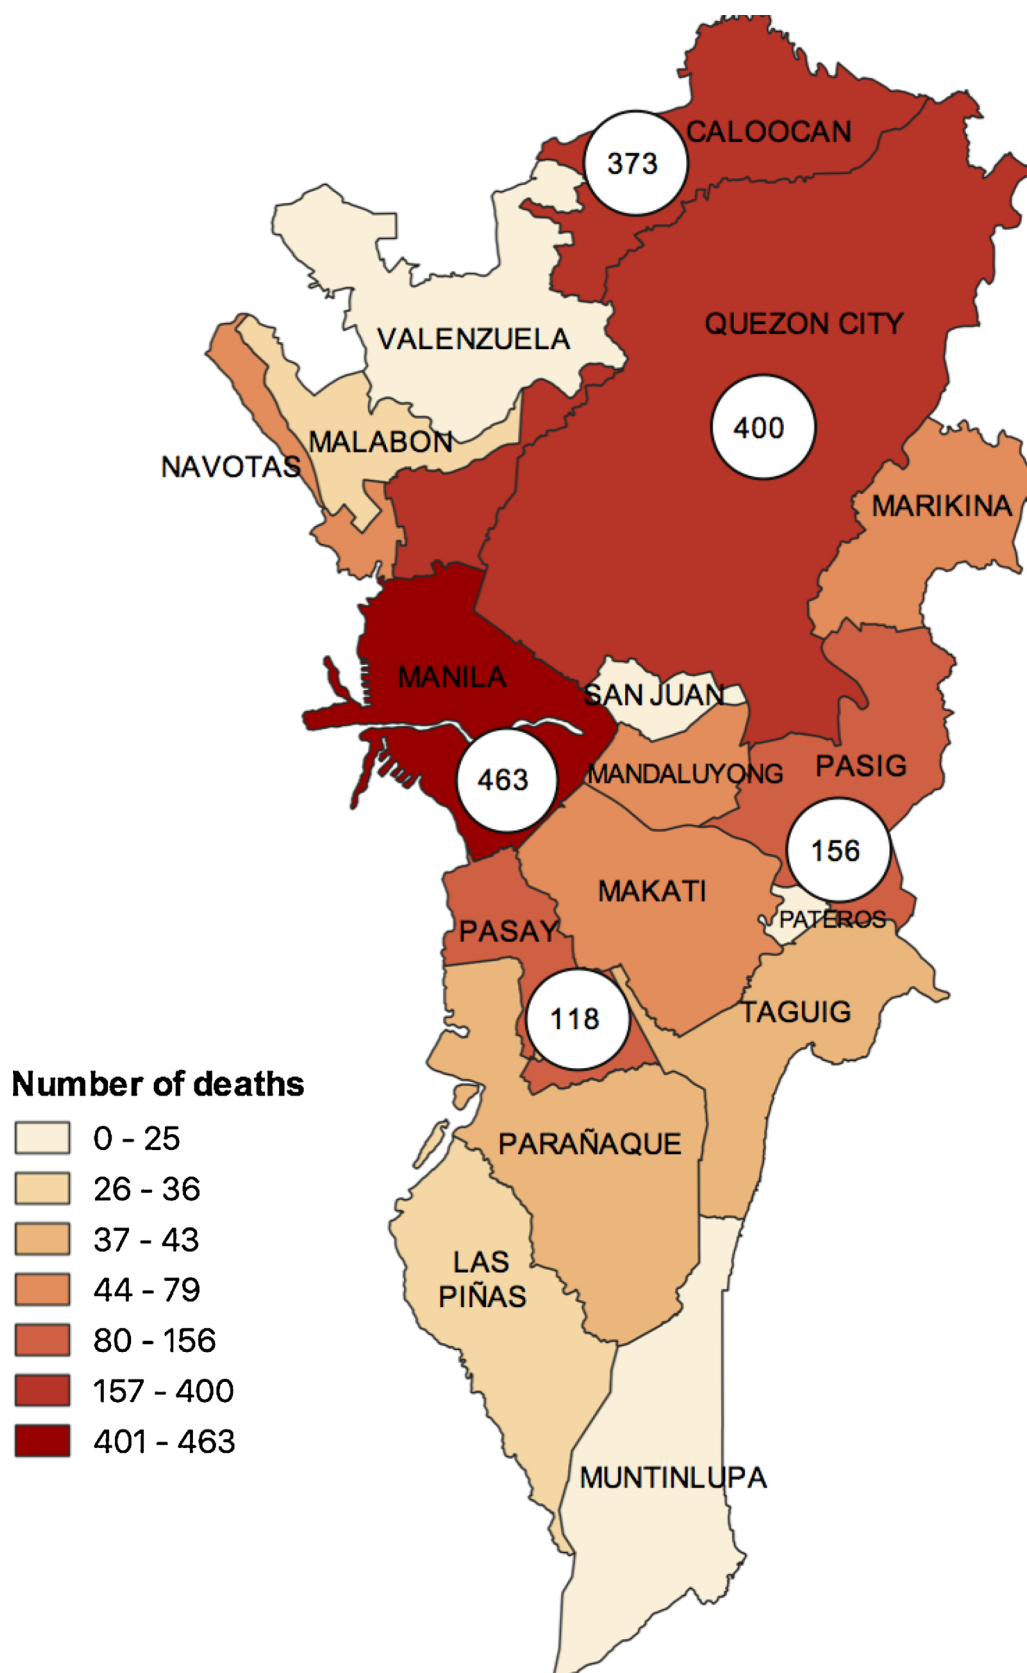 CALOOCAN
373
QUEZON CITY
VALENZUELA
400
MALABON
NAVOTAS
MARIKINA
MANILA
SAN JUAN
463
MANDALUYONG
PASIG
156
MAKATI
PATEROS
PASAY
118
TAGUIG
Number of deaths
0 - 25
26 - 36
37 - 43
44 - 79
80 - 156
157 - 400
401 - 463
PARAÑAQUE
LAS
PIÑAS
MUNTINLUPA